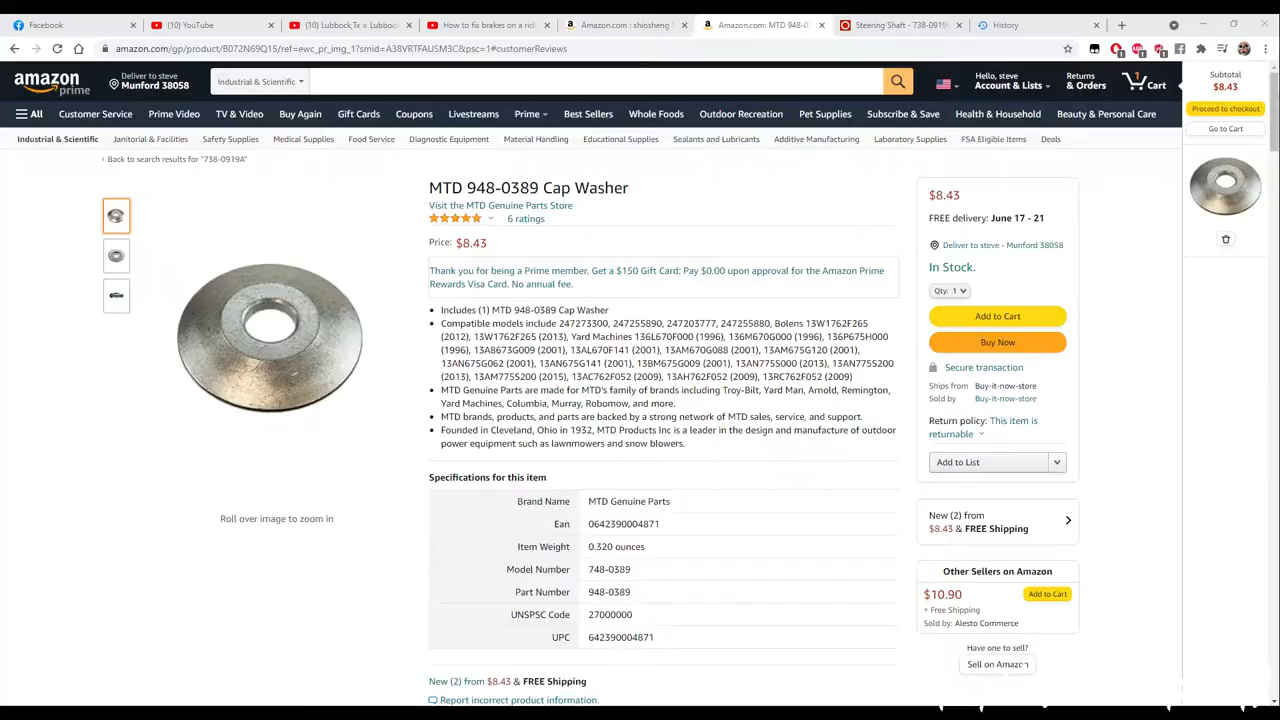 Facebook
(10) YouTube
(10) Lubbock,Tx = Lubbock
How to fix brakes on a ridi
Amazon.com : shiosheng S
Amazon.com: MTD 948-03
Steering Shaft - 738-0919
History
amazon.com/gp/product/B072N69Q15/ref=ewc_pr_img_1?smid=A38VRTFAUSM3C&psc=1#customerReviews
amazon prime
Deliver to steve
Munford 38058
Industrial & Scientific
Hello, steve
Account & Lists
Returns
& Orders
1
Cart
All
Customer Service
Prime Video
TV & Video
Buy Again
Gift Cards
Coupons
Livestreams
Prime
Best Sellers
Whole Foods
Outdoor Recreation
Pet Supplies
Subscribe & Save
Health & Household
Beauty & Personal Care
Industrial & Scientific
Janitorial & Facilities
Safety Supplies
Medical Supplies
Food Service
Diagnostic Equipment
Material Handling
Educational Supplies
Sealants and Lubricants
Additive Manufacturing
Laboratory Supplies
FSA Eligible Items
Deals
Subtotal
$8.43
Proceed to checkout
Go to Cart
‹ Back to search results for "738-0919A"
Roll over image to zoom in
MTD 948-0389 Cap Washer
Visit the MTD Genuine Parts Store
6 ratings
Price: $8.43
Thank you for being a Prime member. Get a $150 Gift Card: Pay $0.00 upon approval for the Amazon Prime
Rewards Visa Card. No annual fee.
• Includes (1) MTD 948-0389 Cap Washer
• Compatible models include 247273300, 247255890, 247203777, 247255880, Bolens 13W1762F265
(2012), 13W1762F265 (2013), Yard Machines 136L670F000 (1996), 136M670G000 (1996), 136P675H000
(1996), 13A8673G009 (2001), 13AL670F141 (2001), 13AM670G088 (2001), 13AM675G120 (2001),
13AN675G062 (2001), 13AN675G141 (2001), 13BM675G009 (2001), 13AN775S000 (2013), 13AN775S200
(2013), 13AM775S200 (2015), 13AC762F052 (2009), 13AH762F052 (2009), 13RC762F052 (2009)
• MTD Genuine Parts are made for MTD's family of brands including Troy-Bilt, Yard Man, Arnold, Remington,
Yard Machines, Columbia, Murray, Robomow, and more.
• MTD brands, products, and parts are backed by a strong network of MTD sales, service, and support.
• Founded in Cleveland, Ohio in 1932, MTD Products Inc is a leader in the design and manufacture of outdoor
power equipment such as lawnmowers and snow blowers.
Specifications for this item
Brand Name MTD Genuine Parts
Ean 0642390004871
Item Weight 0.320 ounces
Model Number 748-0389
Part Number 948-0389
UNSPSC Code 27000000
UPC 642390004871
New (2) from $8.43 & FREE Shipping
Report incorrect product information.
$8.43
FREE delivery: June 17 - 21
Deliver to steve - Munford 38058
In Stock.
Qty: 1
Add to Cart
Buy Now
Secure transaction
Ships from Buy-it-now-store
Sold by Buy-it-now-store
Return policy: This item is
returnable
Add to List
New (2) from
$8.43 & FREE Shipping
Other Sellers on Amazon
$10.90
Add to Cart
+ Free Shipping
Sold by: Alesto Commerce
Have one to sell?
Sell on Amazon